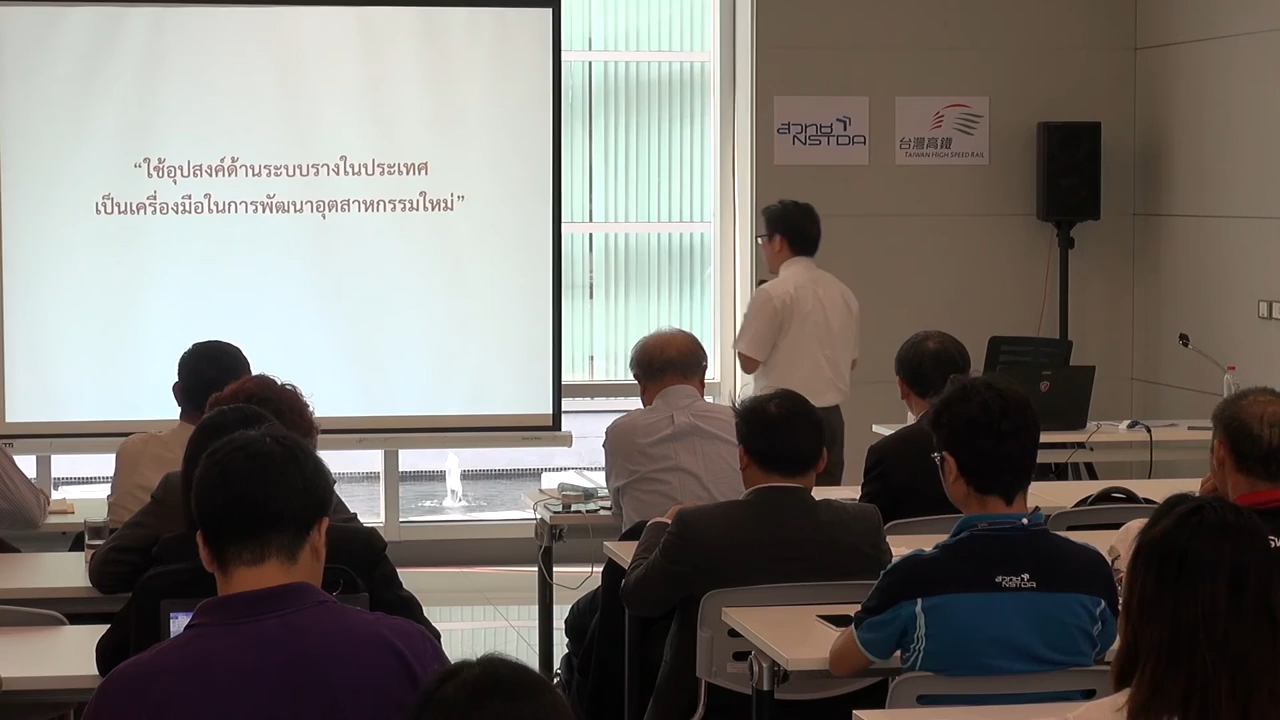 “ใช้อุปสงค์ด้านระบบรางในประเทศ
เป็นเครื่องมือในการพัฒนาอุตสาหกรรมใหม่”
สวทช
NSTDA
台灣高鐵
TAIWAN HIGH SPEED RAIL
สวทช
NSTDA